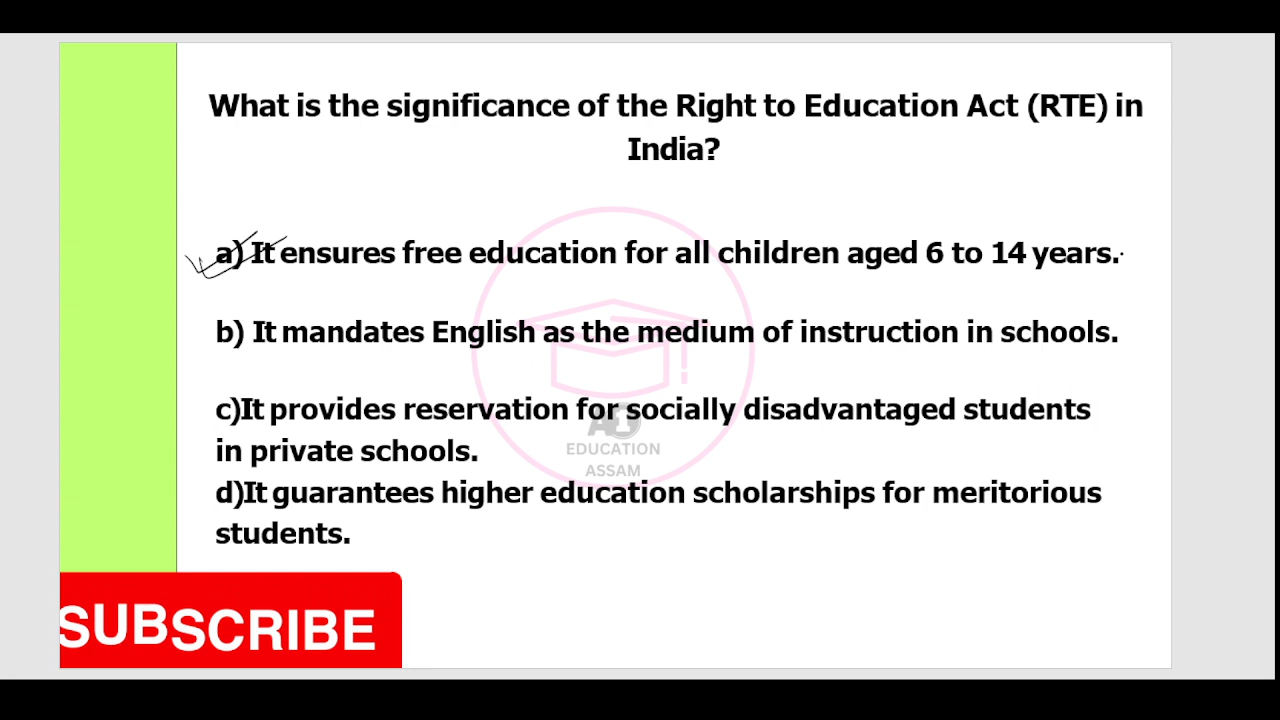 What is the significance of the Right to Education Act (RTE) in
India?
a) It ensures free education for all children aged 6 to 14 years.
b) It mandates English as the medium of instruction in schools.
c)It provides reservation for socially disadvantaged students
in private schools.
A1
EDUCATION
ASSAM
d)It guarantees higher education scholarships for meritorious
students.
SUBSCRIBE